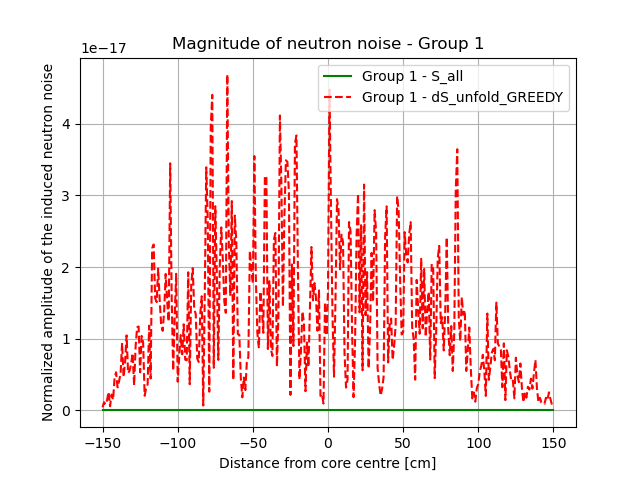 Magnitude of neutron noise - Group 1
1e−17
Group 1 - S_all
Group 1 - dS_unfold_GREEDY
Normalized amplitude of the induced neutron noise
4
3
2
1
0
−150 −100 −50 0 50 100 150
Distance from core centre [cm]